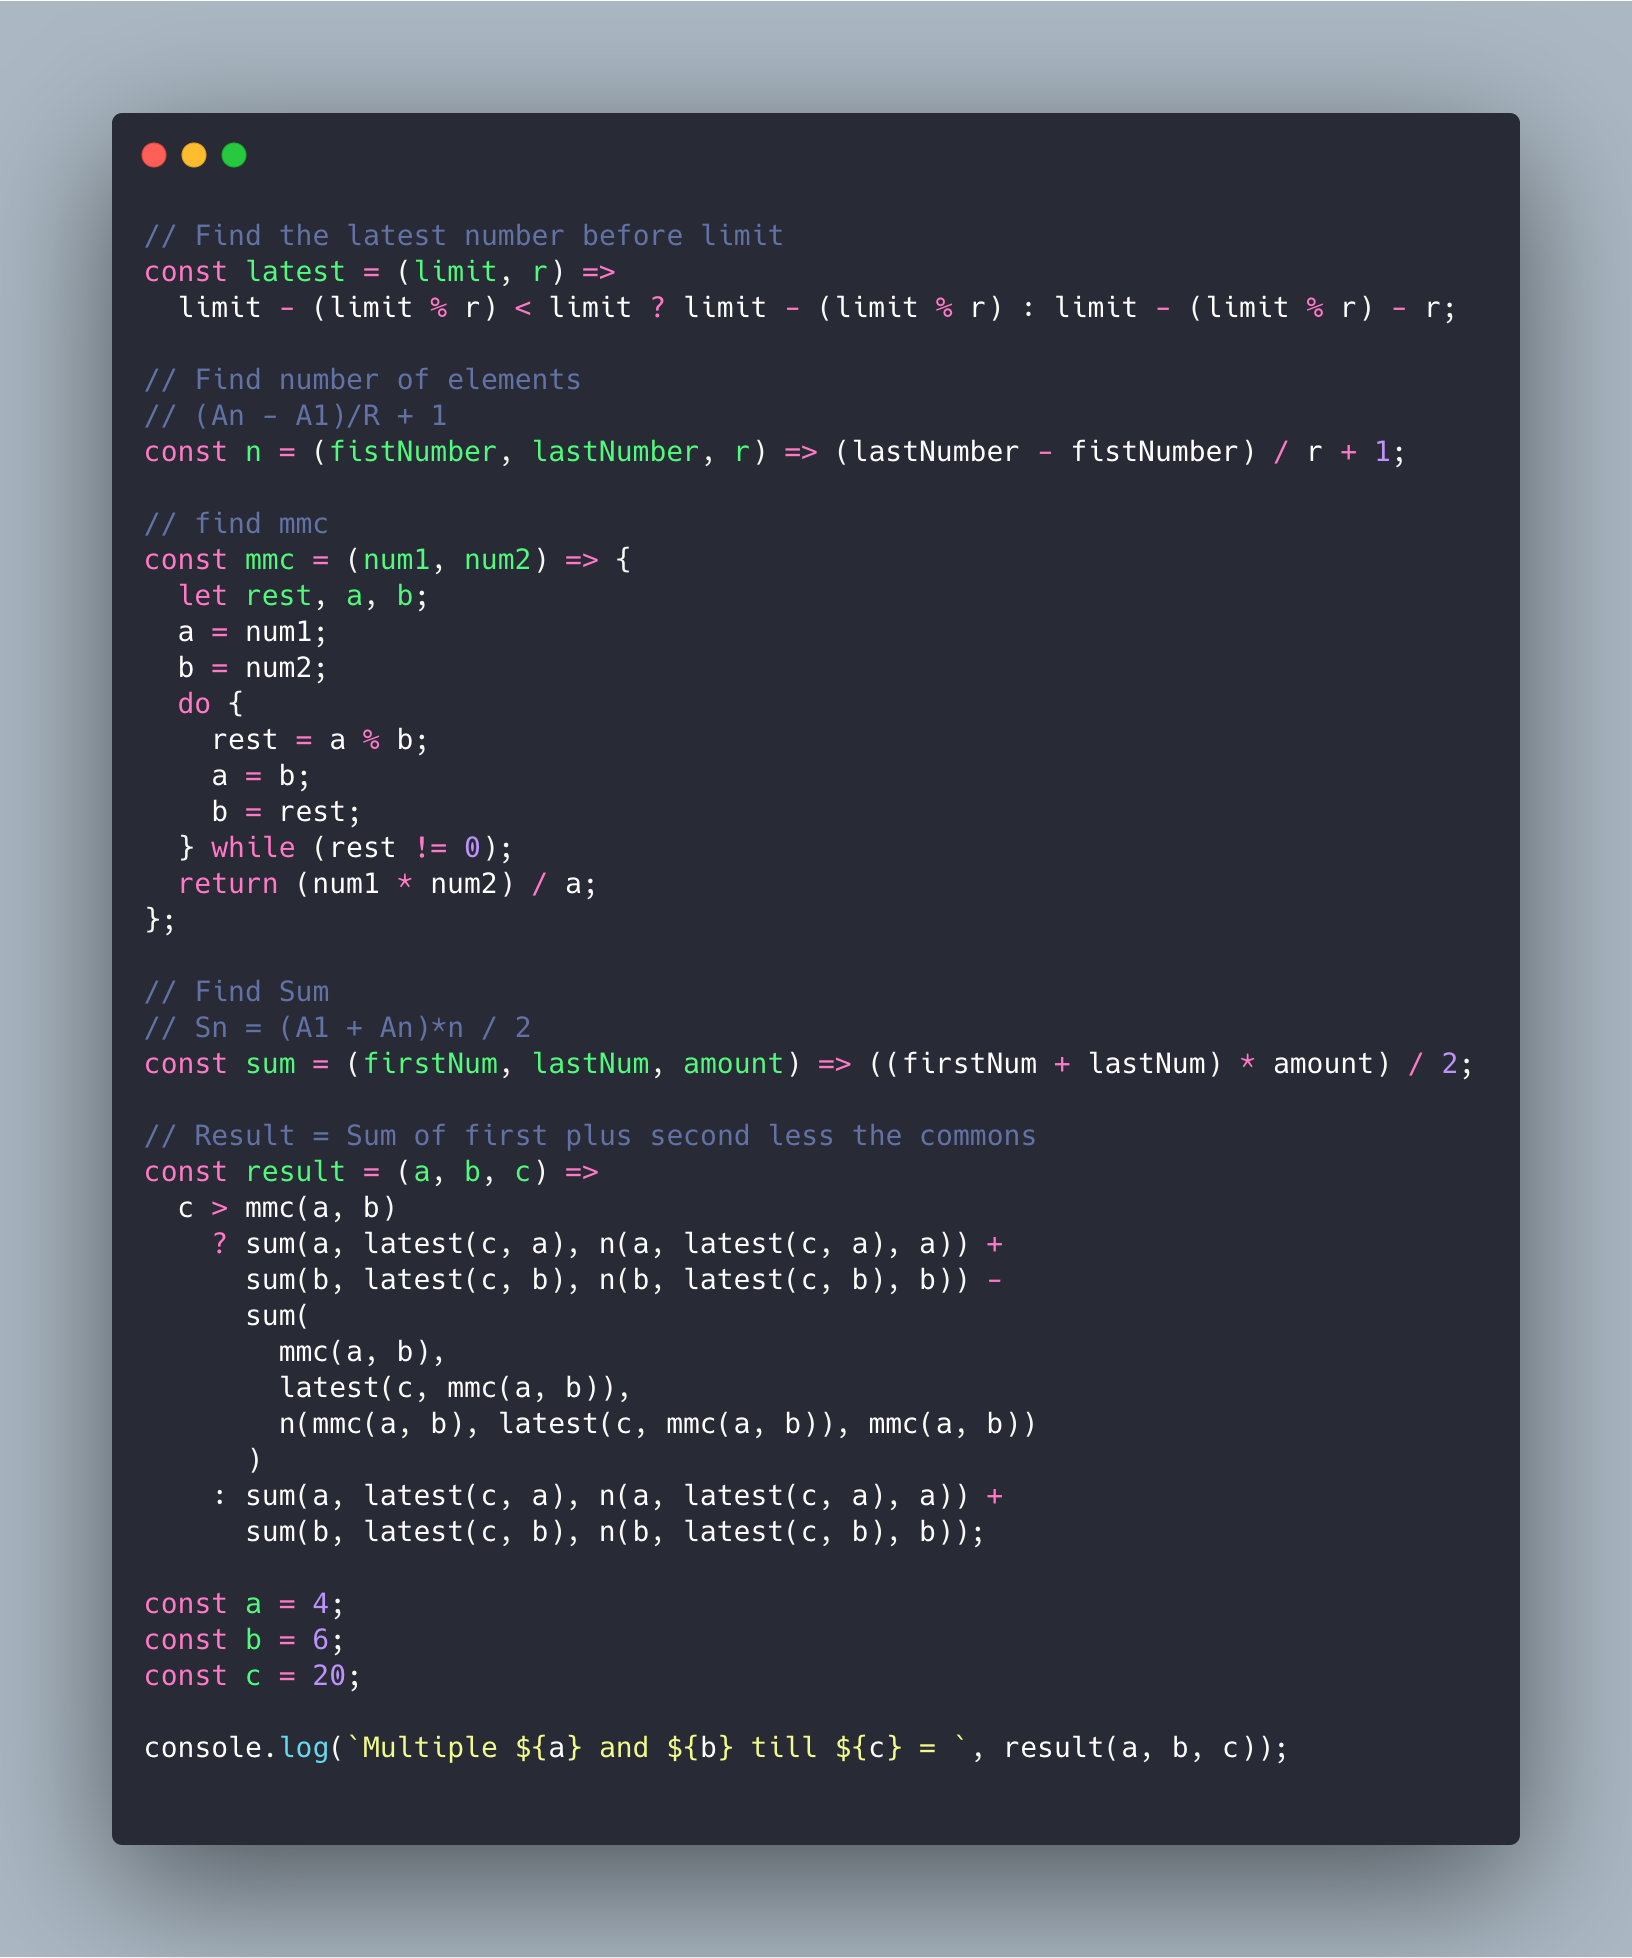 // Find the latest number before limit
const latest = (limit, r) =>
  limit - (limit % r) < limit ? limit - (limit % r) : limit - (limit % r) - r;

// Find number of elements
// (An - A1)/R + 1
const n = (fistNumber, lastNumber, r) => (lastNumber - fistNumber) / r + 1;

// find mmc
const mmc = (num1, num2) => {
  let rest, a, b;
  a = num1;
  b = num2;
  do {
    rest = a % b;
    a = b;
    b = rest;
  } while (rest != 0);
  return (num1 * num2) / a;
};

// Find Sum
// Sn = (A1 + An)*n / 2
const sum = (firstNum, lastNum, amount) => ((firstNum + lastNum) * amount) / 2;

// Result = Sum of first plus second less the commons
const result = (a, b, c) =>
  c > mmc(a, b)
    ? sum(a, latest(c, a), n(a, latest(c, a), a)) +
      sum(b, latest(c, b), n(b, latest(c, b), b)) -
      sum(
        mmc(a, b),
        latest(c, mmc(a, b)),
        n(mmc(a, b), latest(c, mmc(a, b)), mmc(a, b))
      )
    : sum(a, latest(c, a), n(a, latest(c, a), a)) +
      sum(b, latest(c, b), n(b, latest(c, b), b));

const a = 4;
const b = 6;
const c = 20;

console.log(`Multiple ${a} and ${b} till ${c} = `, result(a, b, c));